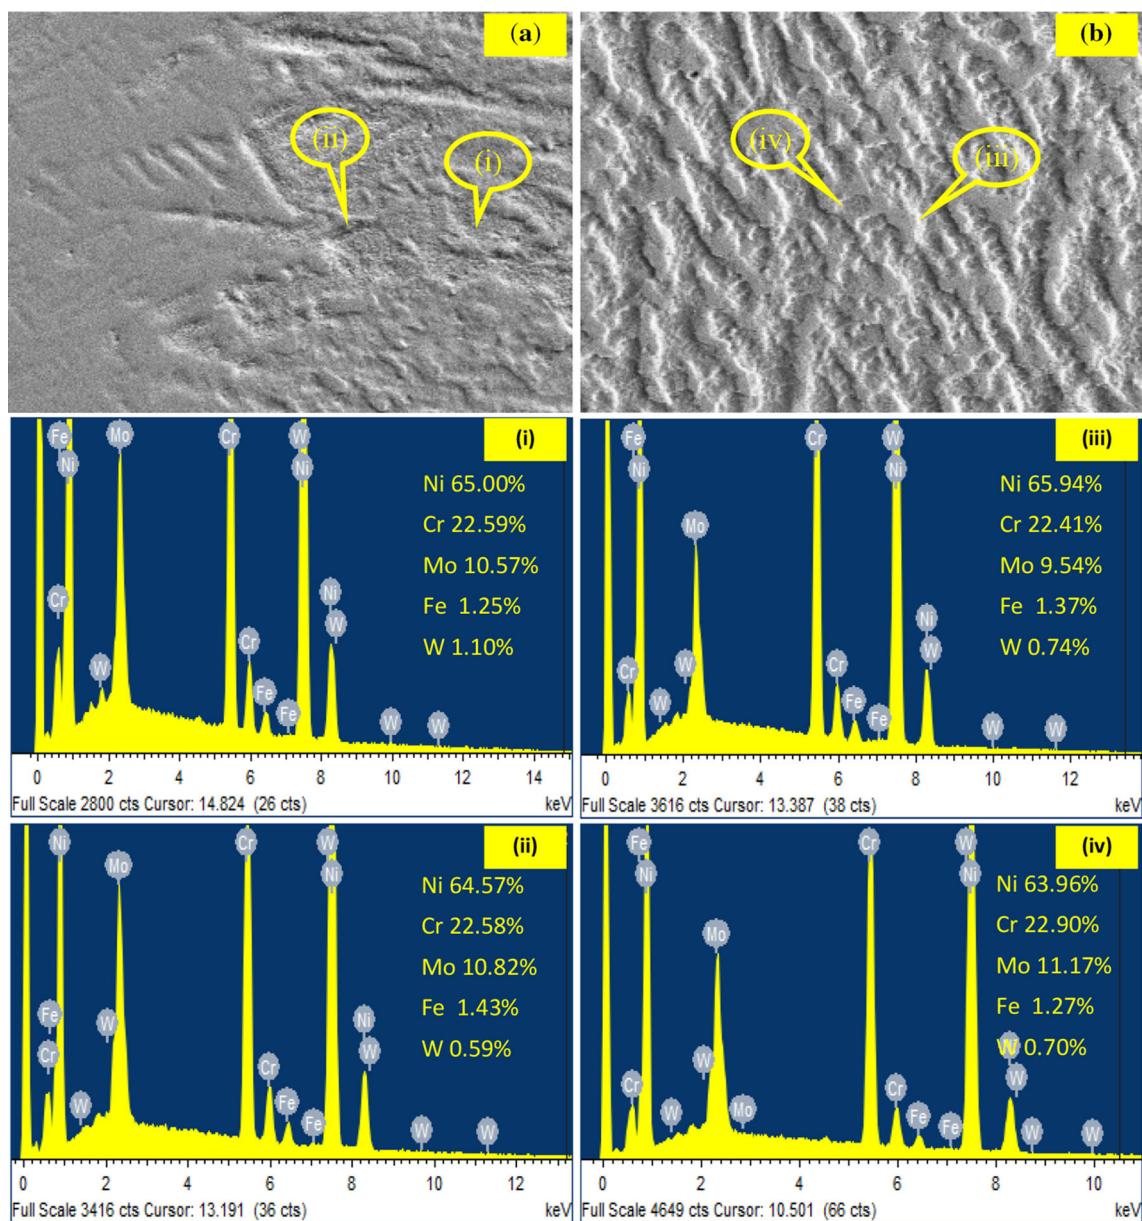 (a)
(ii)
(i)
(b)
(iv)
(iii)
(i)
Fe
Ni
Mo
Cr
W
Ni
Cr
W
Ni
W
Cr
Fe
Fe
W
W
Ni 65.00%
Cr 22.59%
Mo 10.57%
Fe 1.25%
W 1.10%
0 2 4 6 8 10 12 14
Full Scale 2800 cts Cursor: 14.824 (26 cts) keV
(iii)
Fe
Ni
Mo
Cr
W
Ni
Cr
W
W
Ni
W
Cr
Fe
Fe
W
W
Ni 65.94%
Cr 22.41%
Mo 9.54%
Fe 1.37%
W 0.74%
0 2 4 6 8 10 12
Full Scale 3616 cts Cursor: 13.387 (38 cts) keV
(ii)
Ni
Mo
Cr
W
Ni
Fe
Cr
W
W
Ni
W
Cr
Fe
Fe
W
W
Ni 64.57%
Cr 22.58%
Mo 10.82%
Fe 1.43%
W 0.59%
0 2 4 6 8 10 12
Full Scale 3416 cts Cursor: 13.191 (36 cts) keV
(iv)
Fe
Ni
Mo
Cr
W
Ni
Cr
W
W
Mo
W
Cr
Fe
Fe
W
W
Ni 63.96%
Cr 22.90%
Mo 11.17%
Fe 1.27%
W 0.70%
0 2 4 6 8 10
Full Scale 4649 cts Cursor: 10.501 (66 cts) keV